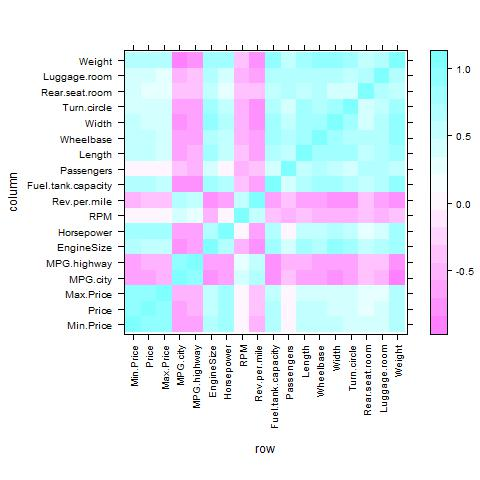 Weight
Luggage.room
Rear.seat.room
Turn.circle
Width
Wheelbase
Length
Passengers
Fuel.tank.capacity
Rev.per.mile
RPM
Horsepower
EngineSize
MPG.highway
MPG.city
Max.Price
Price
Min.Price
column
1.0
0.5
0.0
-0.5
Min.Price
Price
Max.Price
MPG.city
MPG.highway
EngineSize
Horsepower
RPM
Rev.per.mile
Fuel.tank.capacity
Passengers
Length
Wheelbase
Width
Turn.circle
Rear.seat.room
Luggage.room
Weight
row